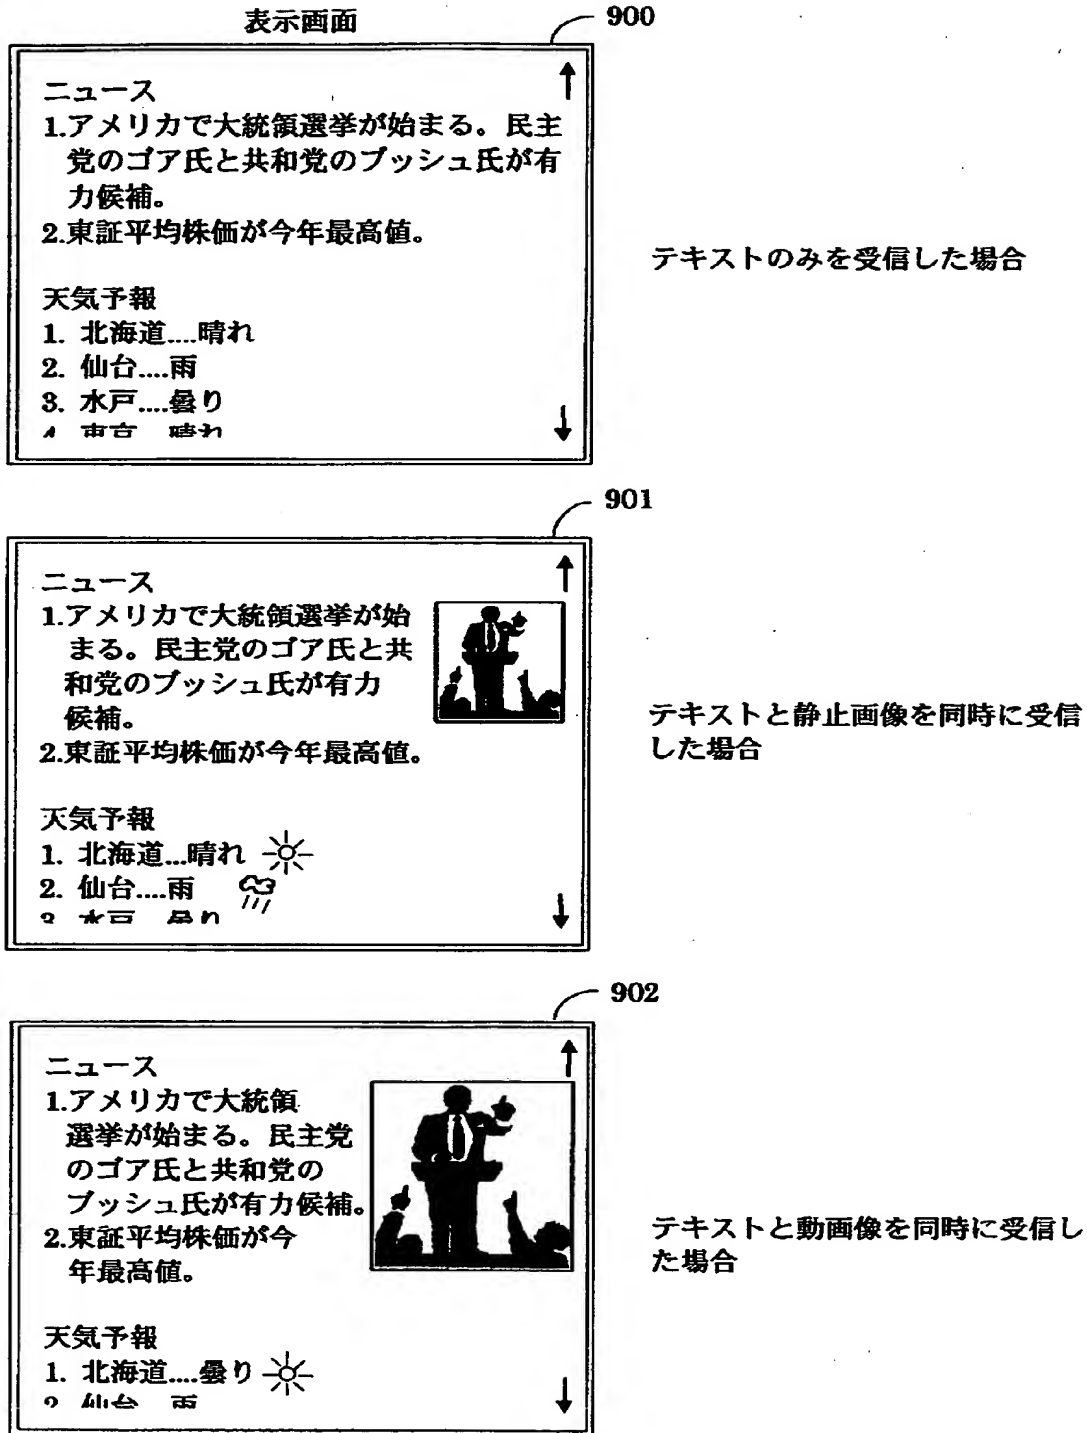 表示画面
900
ニュース
1.アメリカで大統領選挙が始まる。民主
党のゴア氏と共和党のブッシュ氏が有
力候補。
2.東証平均株価が今年最高値。
天気予報
1. 北海道....晴れ
2. 仙台....雨
3. 水戸....曇り
テキストのみを受信した場合
901
ニュース
1.アメリカで大統領選挙が始
まる。民主党のゴア氏と共
和党のブッシュ氏が有力
候補。
2.東証平均株価が今年最高値。
天気予報
1. 北海道...晴れ
2. 仙台....雨
テキストと静止画像を同時に受信
した場合
902
ニュース
1.アメリカで大統領
選挙が始まる。民主党
のゴア氏と共和党の
ブッシュ氏が有力候補。
2.東証平均株価が今
年最高値。
天気予報
1. 北海道....曇り
テキストと動画像を同時に受信し
た場合